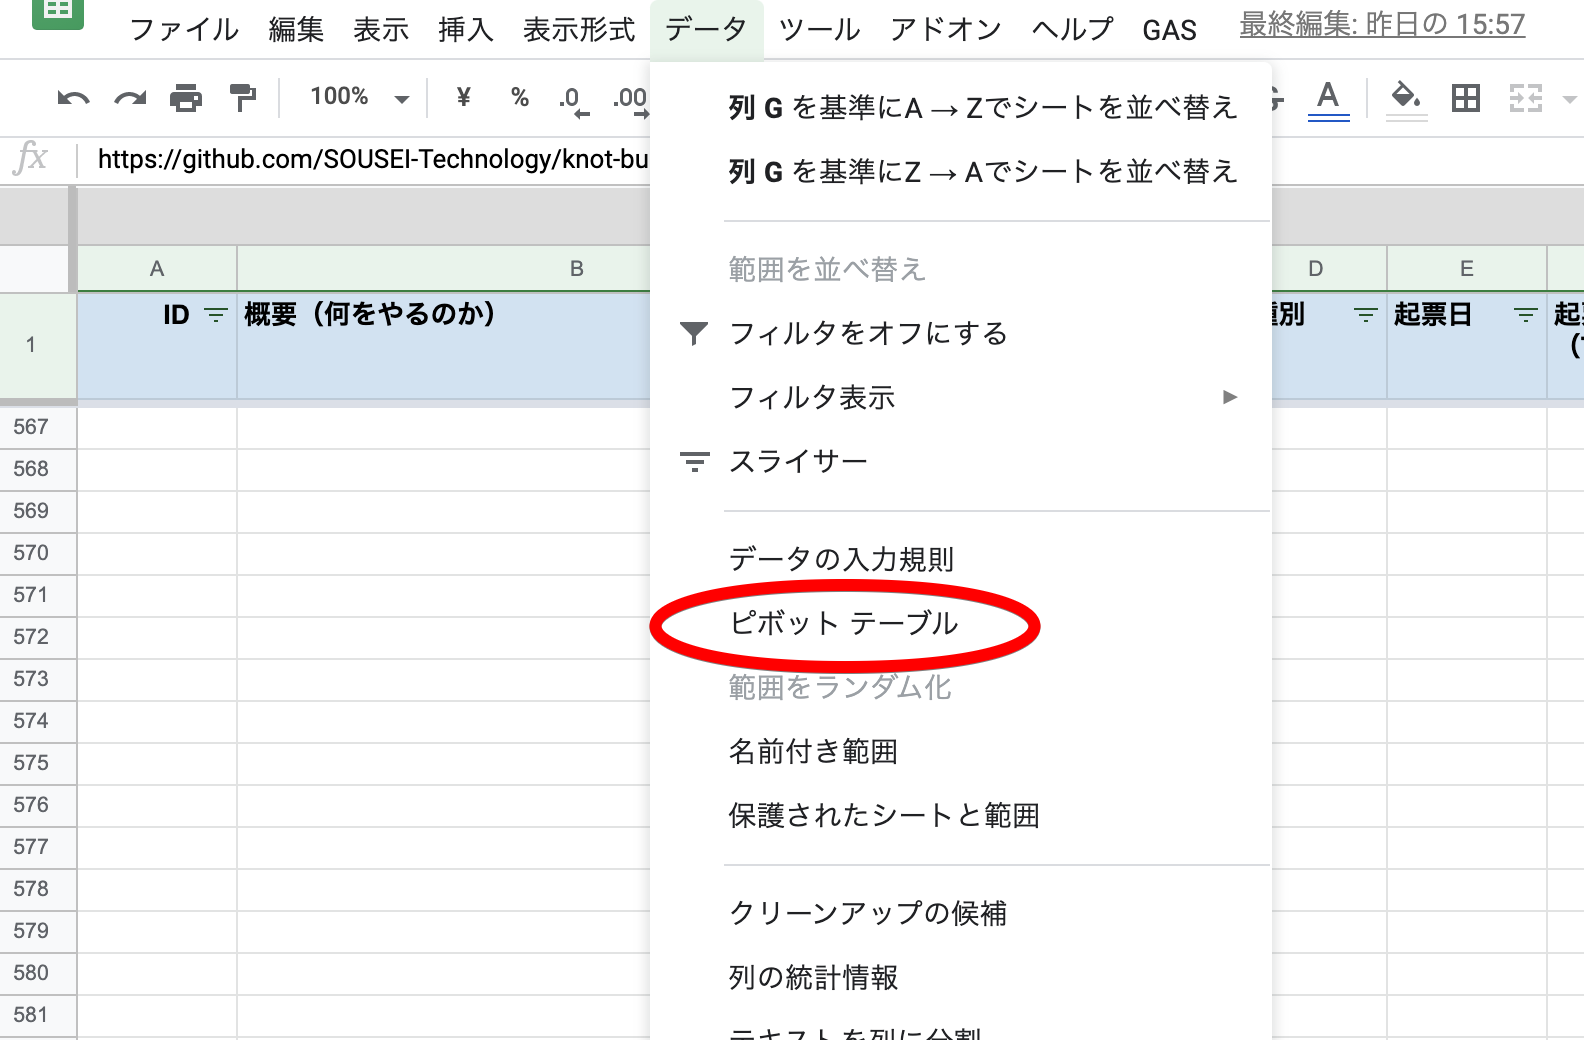 ファイル 編集 表示 挿入 表示形式 データ ツール アドオン ヘルプ GAS 最終編集: 昨日の 15:57
100% ¥ % .0 .00 A
fx https://github.com/SOUSEI-Technology/knot-bu
列 G を基準にA → Zでシートを並べ替え
列 G を基準にZ → Aでシートを並べ替え
範囲を並べ替え
フィルタをオフにする
フィルタ表示
スライサー
データの入力規則
ピボット テーブル
範囲をランダム化
名前付き範囲
保護されたシートと範囲
クリーンアップの候補
列の統計情報
テキストを列に分割
A B D E
1 ID 概要（何をやるのか） 種別 起票日
567
568
569
570
571
572
573
574
575
576
577
578
579
580
581